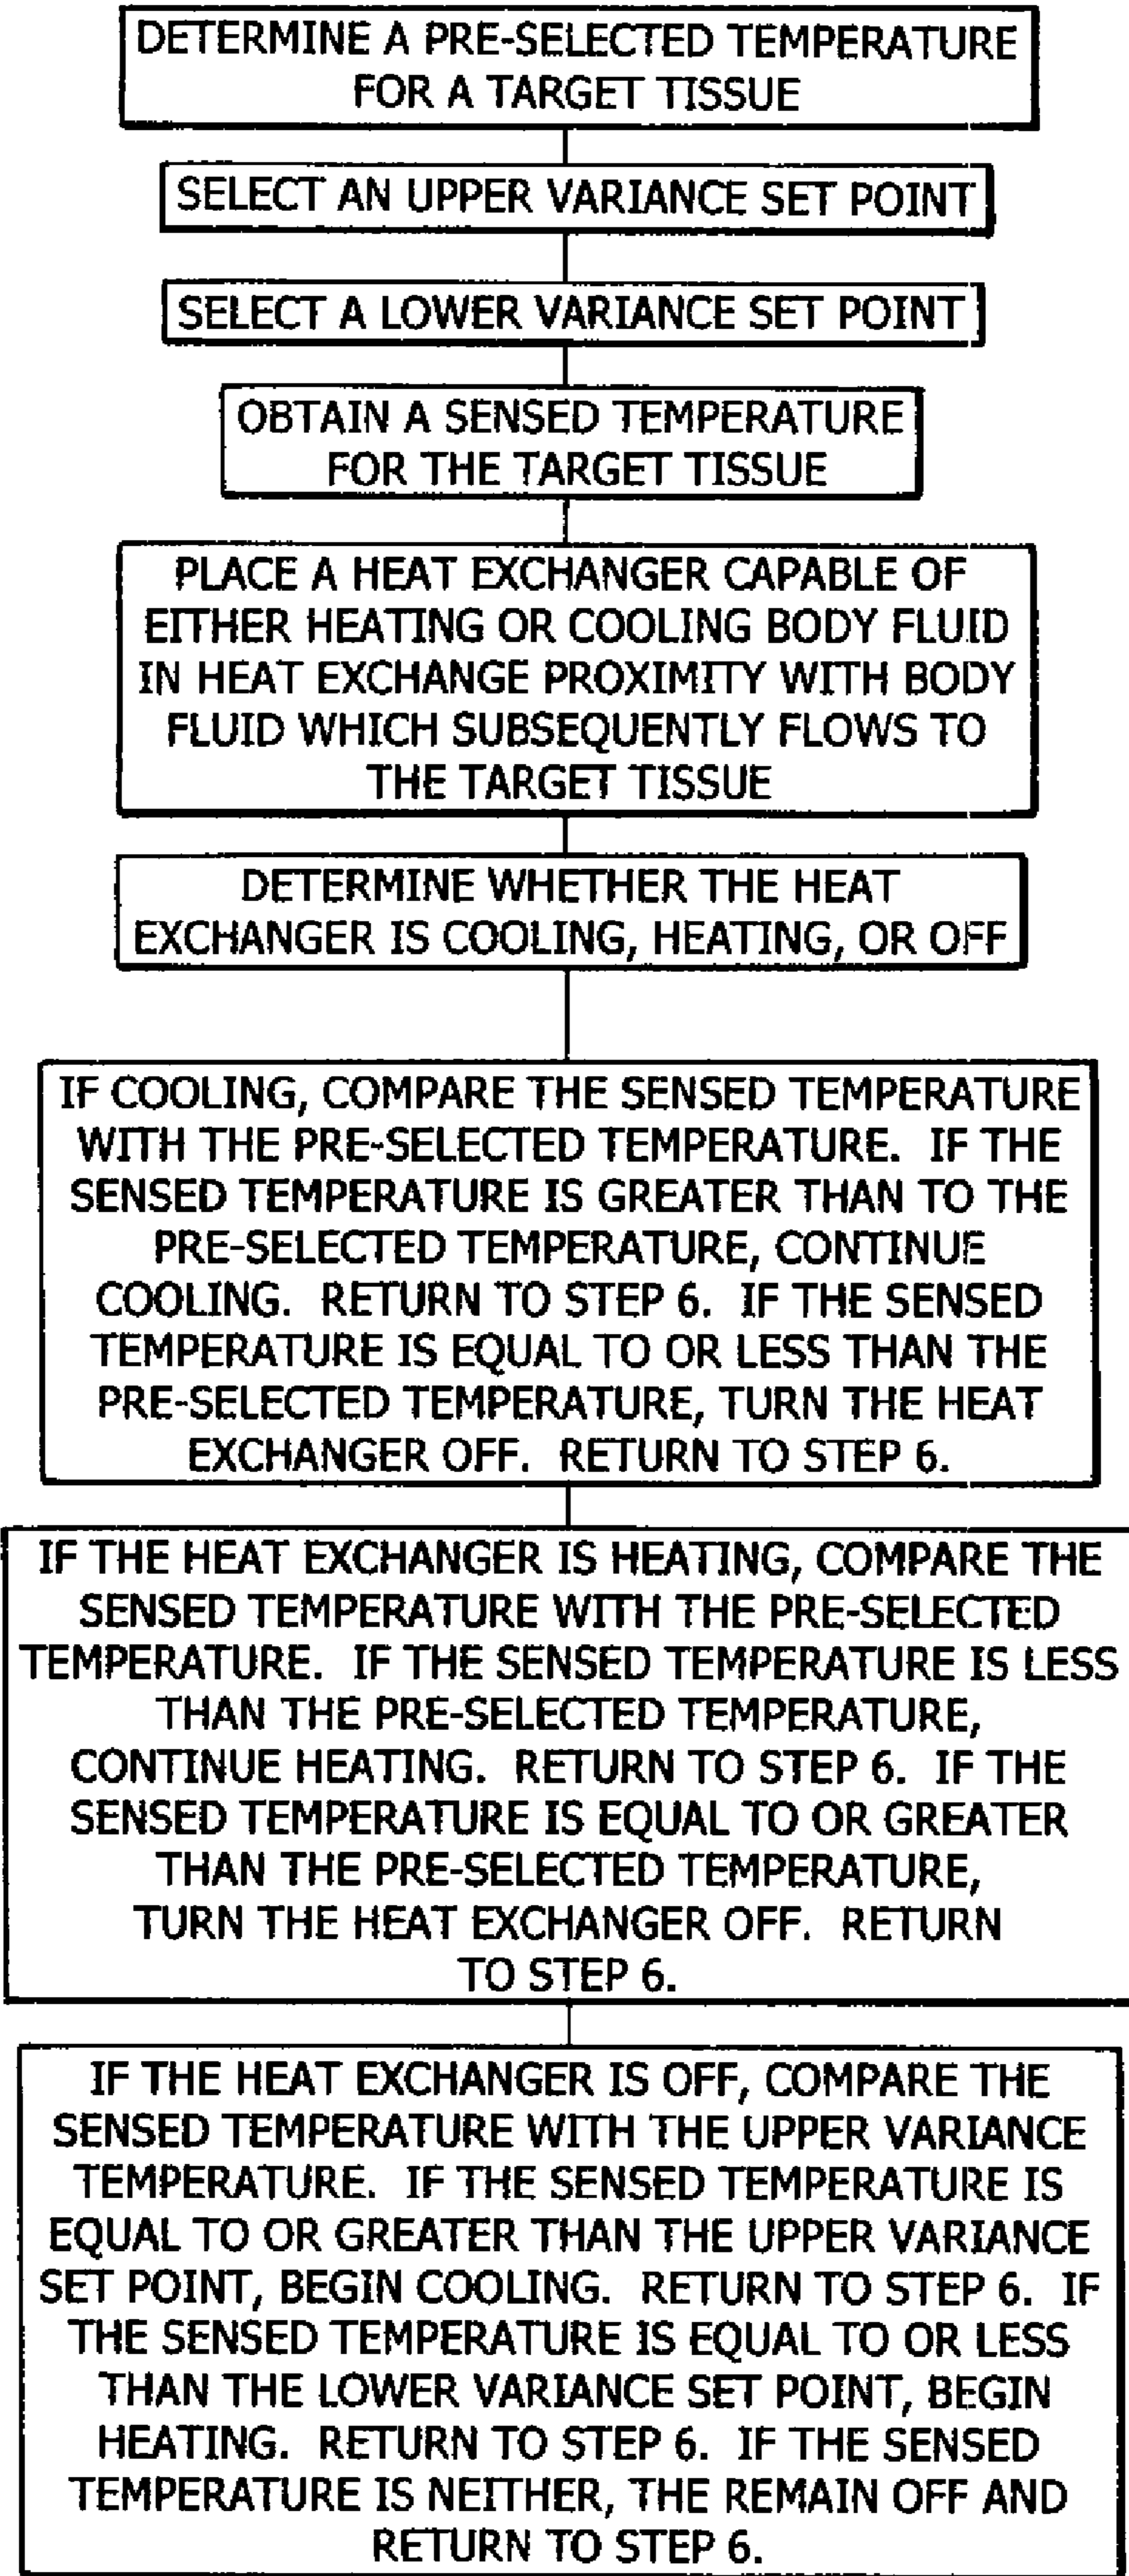 DETERMINE A PRE-SELECTED TEMPERATURE
FOR A TARGET TISSUE
SELECT AN UPPER VARIANCE SET POINT
SELECT A LOWER VARIANCE SET POINT
OBTAIN A SENSED TEMPERATURE
FOR THE TARGET TISSUE
PLACE A HEAT EXCHANGER CAPABLE OF
EITHER HEATING OR COOLING BODY FLUID
IN HEAT EXCHANGE PROXIMITY WITH BODY
FLUID WHICH SUBSEQUENTLY FLOWS TO
THE TARGET TISSUE
DETERMINE WHETHER THE HEAT
EXCHANGER IS COOLING, HEATING, OR OFF
IF COOLING, COMPARE THE SENSED TEMPERATURE
WITH THE PRE-SELECTED TEMPERATURE. IF THE
SENSED TEMPERATURE IS GREATER THAN TO THE
PRE-SELECTED TEMPERATURE, CONTINUE
COOLING. RETURN TO STEP 6. IF THE SENSED
TEMPERATURE IS EQUAL TO OR LESS THAN THE
PRE-SELECTED TEMPERATURE, TURN THE HEAT
EXCHANGER OFF. RETURN TO STEP 6.
IF THE HEAT EXCHANGER IS HEATING, COMPARE THE
SENSED TEMPERATURE WITH THE PRE-SELECTED
TEMPERATURE. IF THE SENSED TEMPERATURE IS LESS
THAN THE PRE-SELECTED TEMPERATURE,
CONTINUE HEATING. RETURN TO STEP 6. IF THE
SENSED TEMPERATURE IS EQUAL TO OR GREATER
THAN THE PRE-SELECTED TEMPERATURE,
TURN THE HEAT EXCHANGER OFF. RETURN
TO STEP 6.
IF THE HEAT EXCHANGER IS OFF, COMPARE THE
SENSED TEMPERATURE WITH THE UPPER VARIANCE
TEMPERATURE. IF THE SENSED TEMPERATURE IS
EQUAL TO OR GREATER THAN THE UPPER VARIANCE
SET POINT, BEGIN COOLING. RETURN TO STEP 6. IF
THE SENSED TEMPERATURE IS EQUAL TO OR LESS
THAN THE LOWER VARIANCE SET POINT, BEGIN
HEATING. RETURN TO STEP 6. IF THE SENSED
TEMPERATURE IS NEITHER, THE REMAIN OFF AND
RETURN TO STEP 6.